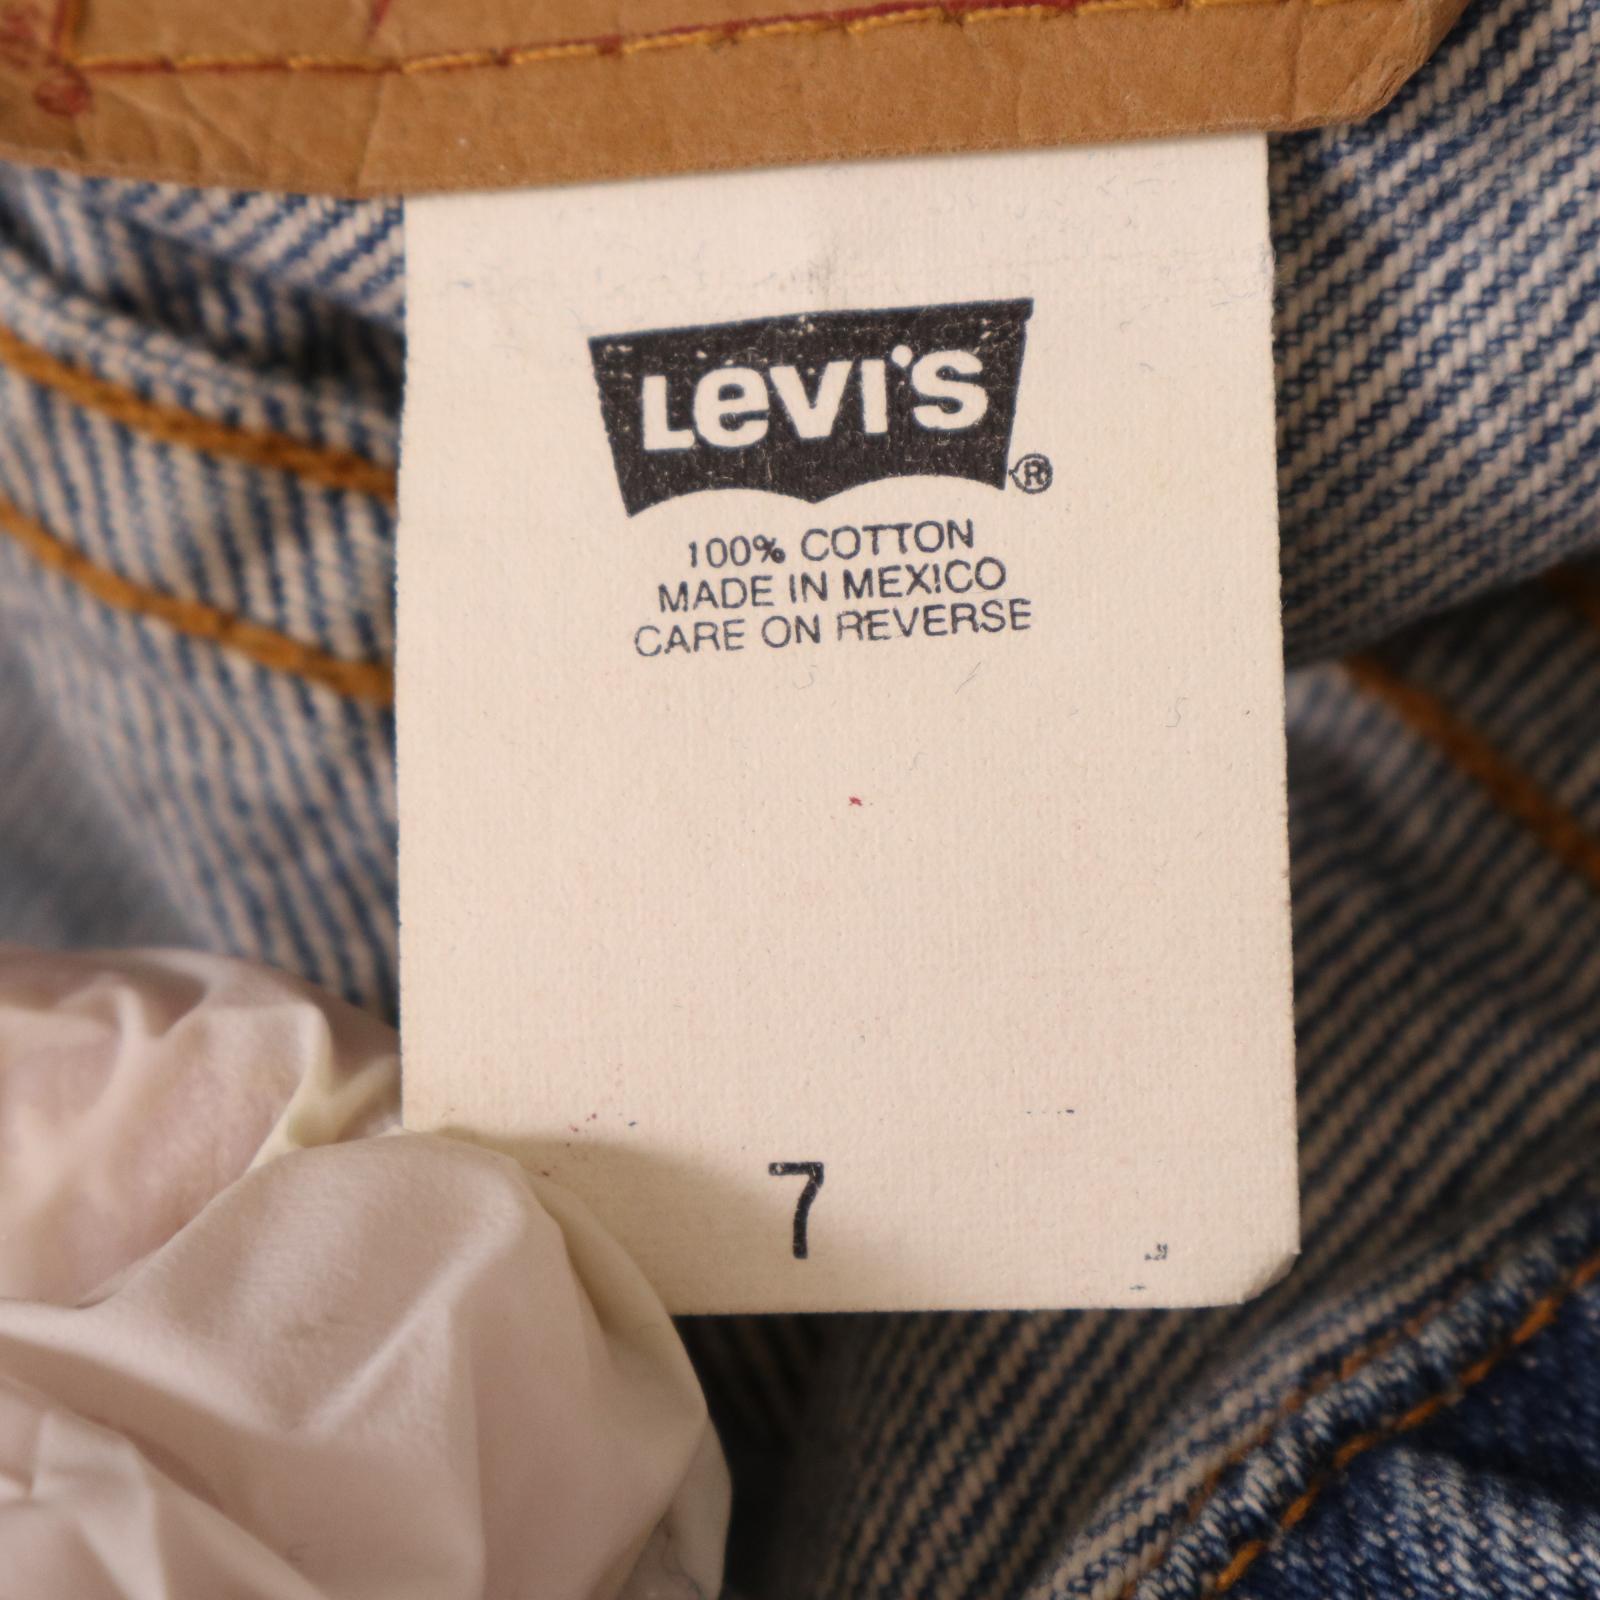 Levi's®
100% COTTON
MADE IN MEXICO
CARE ON REVERSE
7